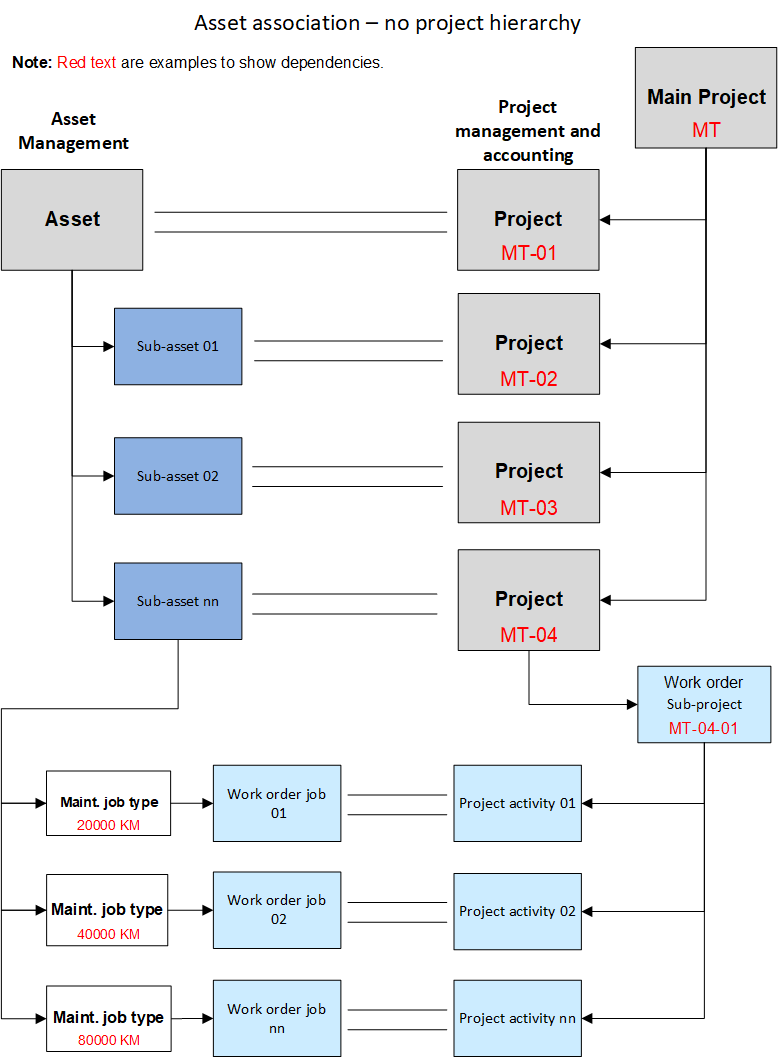 Asset association – no project hierarchy
Note: Red text are examples to show dependencies.
Main Project
MT
Asset
Management
Project
management and
accounting
Asset
Project
MT-01
Sub-asset 01
Project
MT-02
Sub-asset 02
Project
MT-03
Sub-asset nn
Project
MT-04
Work order
Sub-project
MT-04-01
Maint. job type
20000 KM
Work order job
01
Project activity 01
Maint. job type
40000 KM
Work order job
02
Project activity 02
Maint. job type
80000 KM
Work order job
nn
Project activity nn